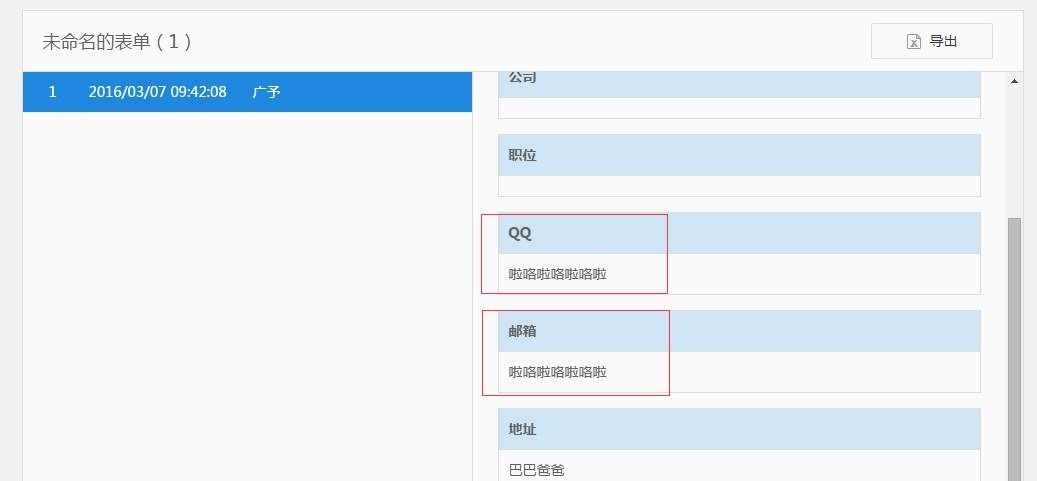 未命名的表单 ( 1 )
导出
1 2016/03/07 09:42:08 广予
公司
职位
QQ
啦咯啦咯啦咯啦
邮箱
啦咯啦咯啦咯啦
地址
巴巴爸爸